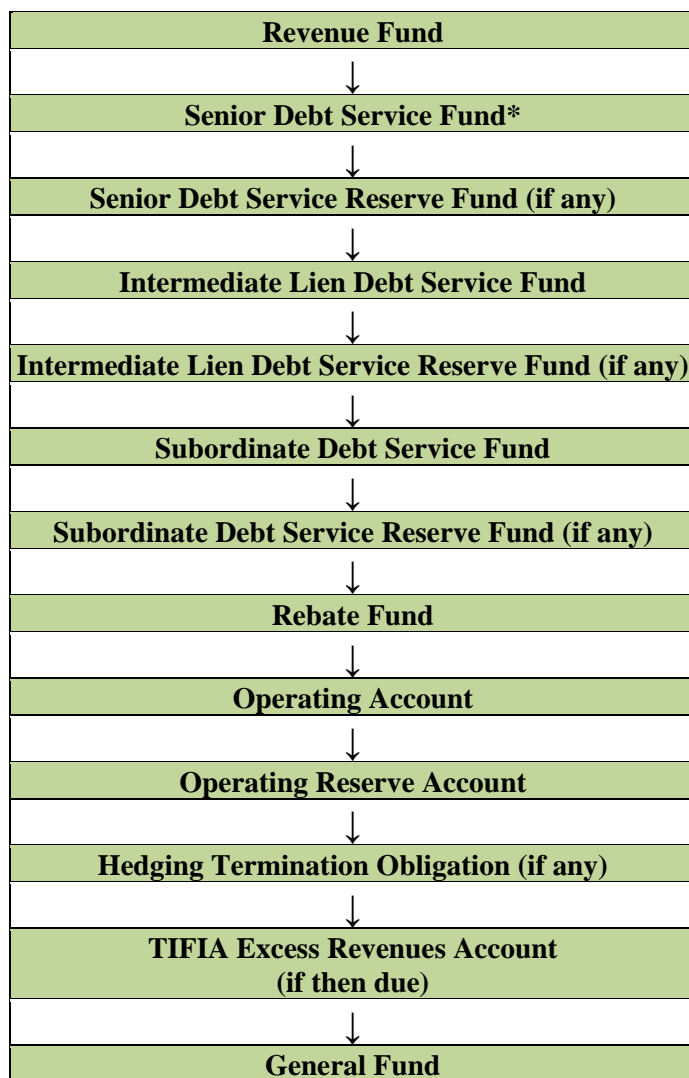 Revenue Fund
↓
Senior Debt Service Fund*
↓
Senior Debt Service Reserve Fund (if any)
↓
Intermediate Lien Debt Service Fund
↓
Intermediate Lien Debt Service Reserve Fund (if any)
↓
Subordinate Debt Service Fund
↓
Subordinate Debt Service Reserve Fund (if any)
↓
Rebate Fund
↓
Operating Account
↓
Operating Reserve Account
↓
Hedging Termination Obligation (if any)
↓
TIFIA Excess Revenues Account
(if then due)
↓
General Fund